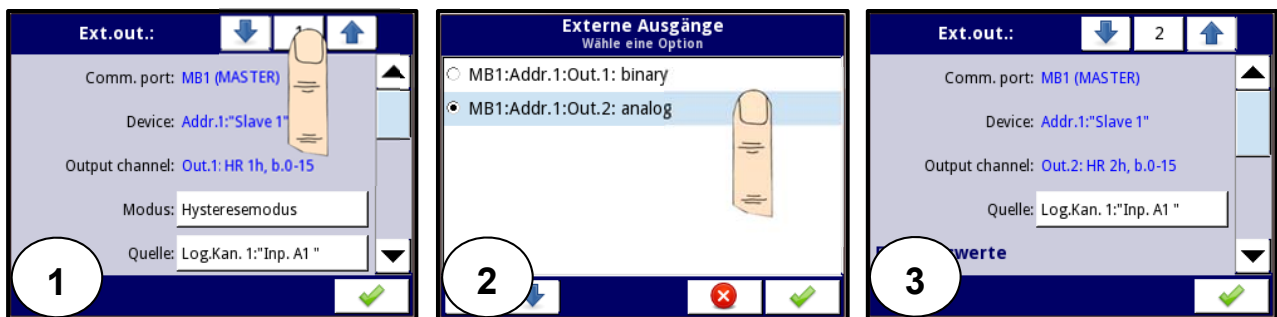 Ext.out.:
Comm. port: MB1 (MASTER)
Device: Addr.1:"Slave 1"
Output channel: Out.1: HR 1h, b.0-15
Modus: Hysteresemodus
Quelle: Log.Kan. 1:"Inp. A1 "
1
Externe Ausgänge
Wähle eine Option
MB1:Addr.1:Out.1: binary
MB1:Addr.1:Out.2: analog
2
Ext.out.: 2
Comm. port: MB1 (MASTER)
Device: Addr.1:"Slave 1"
Output channel: Out.2: HR 2h, b.0-15
Quelle: Log.Kan. 1:"Inp. A1 "
werte
3